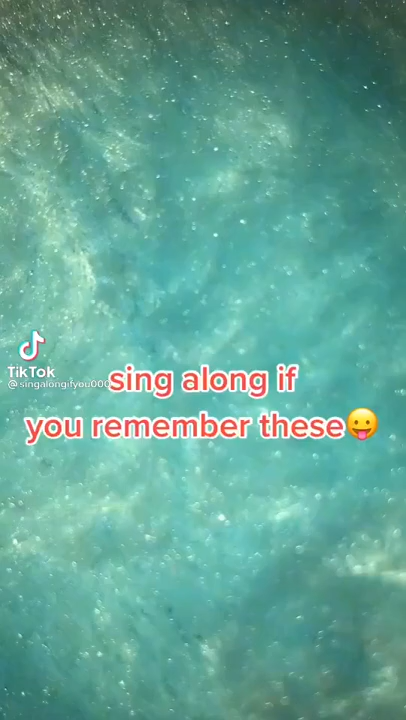 TikTok
@singalongifyou000
sing along if
you remember these😛